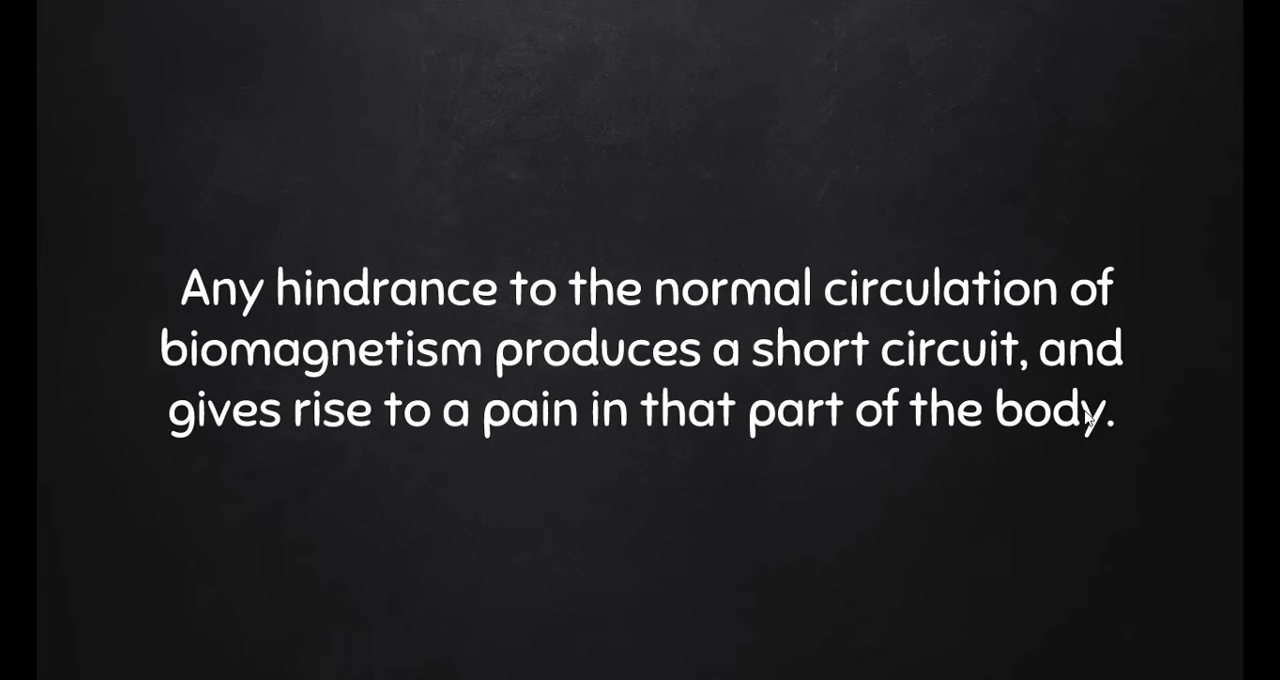 Any hindrance to the normal circulation of
biomagnetism produces a short circuit, and
gives rise to a pain in that part of the body.